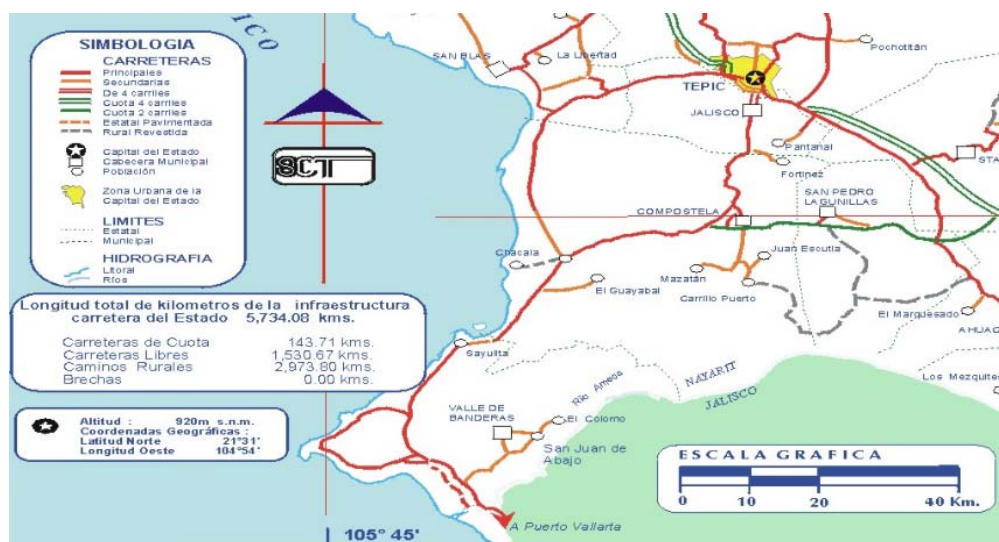 ICO
SIMBOLOGIA
CARRETERAS
Principales
Secundarias
De 4 carriles
Cuota 4 carriles
Cuota 2 carriles
Estatal Pavimentada
Rural Revestida
Capital del Estado
Cabecera Municipal
Población
Zona Urbana de la
Capital del Estado
LIMITES
Estatal
Municipal
HIDROGRAFIA
Litoral
Ríos
SCT
Longitud total de kilometros de la infraestructura
carretera del Estado 5,734.08 kms.
Carreteras de Cuota 143.71 kms.
Carreteras Libres 1,530.67 kms.
Caminos Rurales 2,973.80 kms.
Brechas 0.00 kms.
Altitud : 920m s.n.m.
Coordenadas Geográficas :
Latitud Norte 21°31'
Longitud Oeste 104°54'
SAN BLAS
La Libertad
Pochotitán
TEPIC
JALISCO
Pantanal
STA
Fortinez
SAN PEDRO
LAGUNILLAS
COMPOSTELA
Chacala
Juan Escutia
Mazatán
El Guayabal
Carrillo Puerto
El Marguesado
AHUAC
Sayulita
Los Mezquites
Río Ameca
NAYARIT
JALISCO
VALLE DE
BANDERAS
El Colomo
San Juan de
Abajo
ESCALA GRAFICA
0 10 20 40 Km.
A Puerto Vallarta
105° 45'